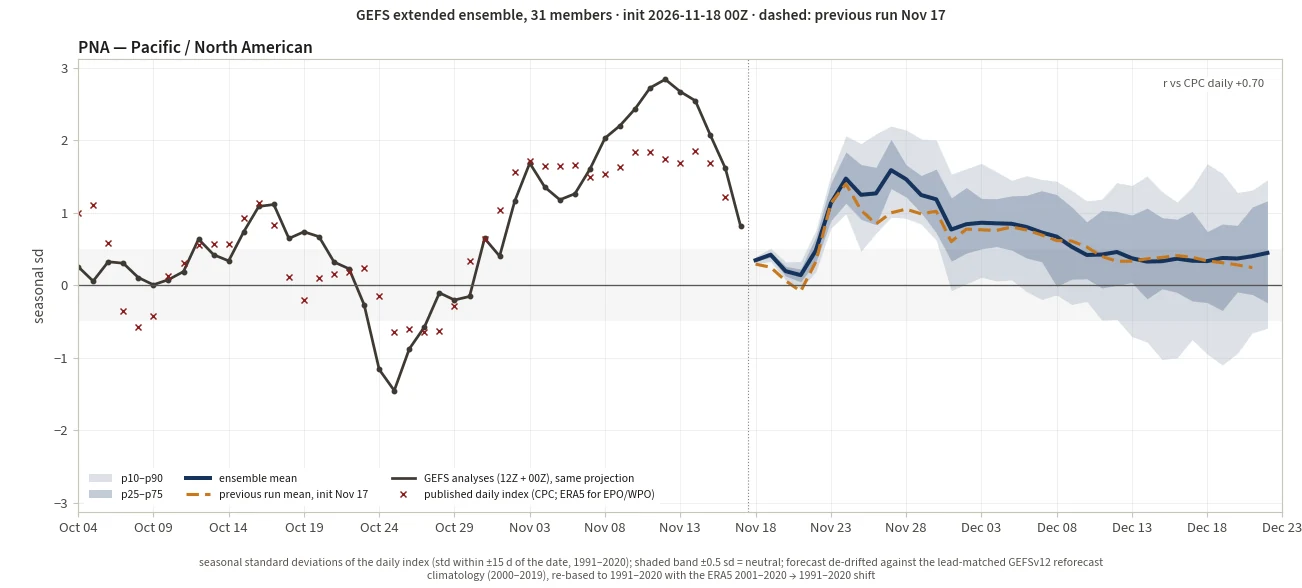 GEFS extended ensemble, 31 members · init 2026-11-18 00Z · dashed: previous run Nov 17
PNA — Pacific / North American
r vs CPC daily +0.70
seasonal sd
3
2
1
0
−1
−2
−3
p10–p90
p25–p75
ensemble mean
previous run mean, init Nov 17
GEFS analyses (12Z + 00Z), same projection
published daily index (CPC; ERA5 for EPO/WPO)
Oct 04 Oct 09 Oct 14 Oct 19 Oct 24 Oct 29 Nov 03 Nov 08 Nov 13 Nov 18 Nov 23 Nov 28 Dec 03 Dec 08 Dec 13 Dec 18 Dec 23
seasonal standard deviations of the daily index (std within ±15 d of the date, 1991–2020); shaded band ±0.5 sd = neutral; forecast de-drifted against the lead-matched GEFSv12 reforecast
climatology (2000–2019), re-based to 1991–2020 with the ERA5 2001–2020 → 1991–2020 shift